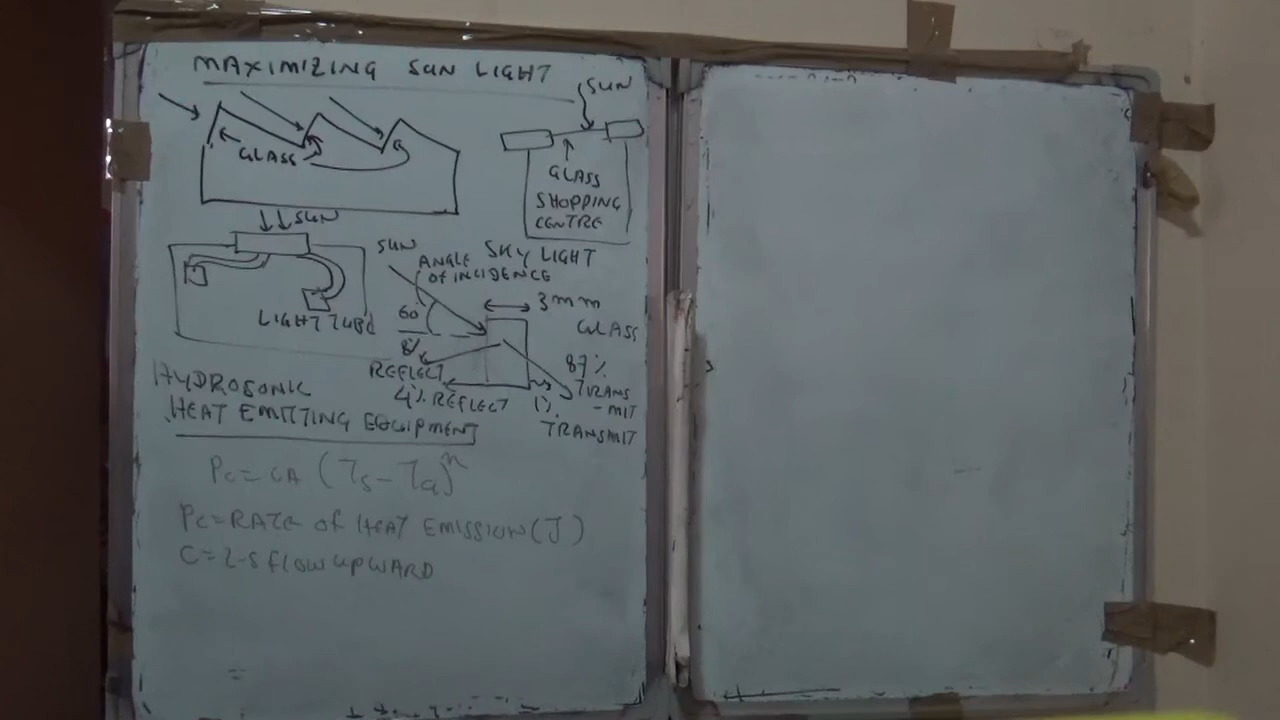 MAXIMIZING SUN LIGHT
SUN
GLASS
GLASS
SHOPPING
CENTRE
SUN
SKY LIGHT
SUN
ANGLE
OF INCIDENCE
3mm
60°
GLASS
LIGHT TUBE
8%
REFLECT
87%
TRANS
-MIT
4% REFLECT
1%
TRANSMIT
HYDROSONIC
HEAT EMITTING EQUIPMENT
Pc = CA (Ts - Ta)^n
Pc = RATE OF HEAT EMISSION (J)
C = 2-5 FLOW UPWARD